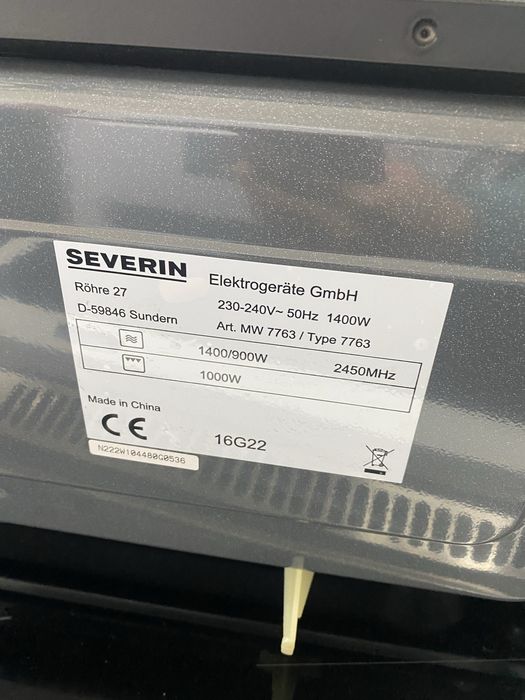 SEVERIN Elektrogeräte GmbH
Röhre 27
D-59846 Sundern
230-240V~ 50Hz 1400W
Art. MW 7763 / Type 7763
1400/900W 2450MHz
1000W
Made in China
CE
16G22
N222W104480G0536